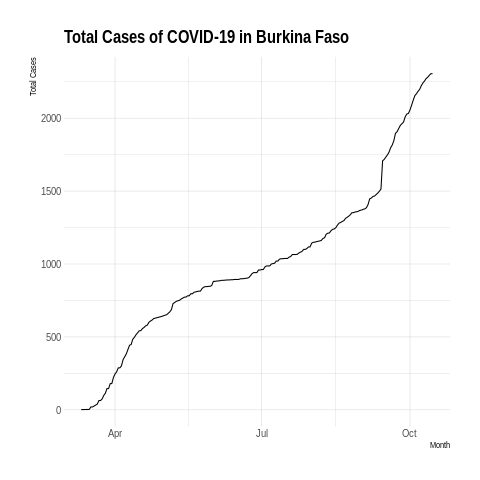 Total Cases of COVID-19 in Burkina Faso
Total Cases
2000
1500
1000
500
0
Apr Jul Oct
Month